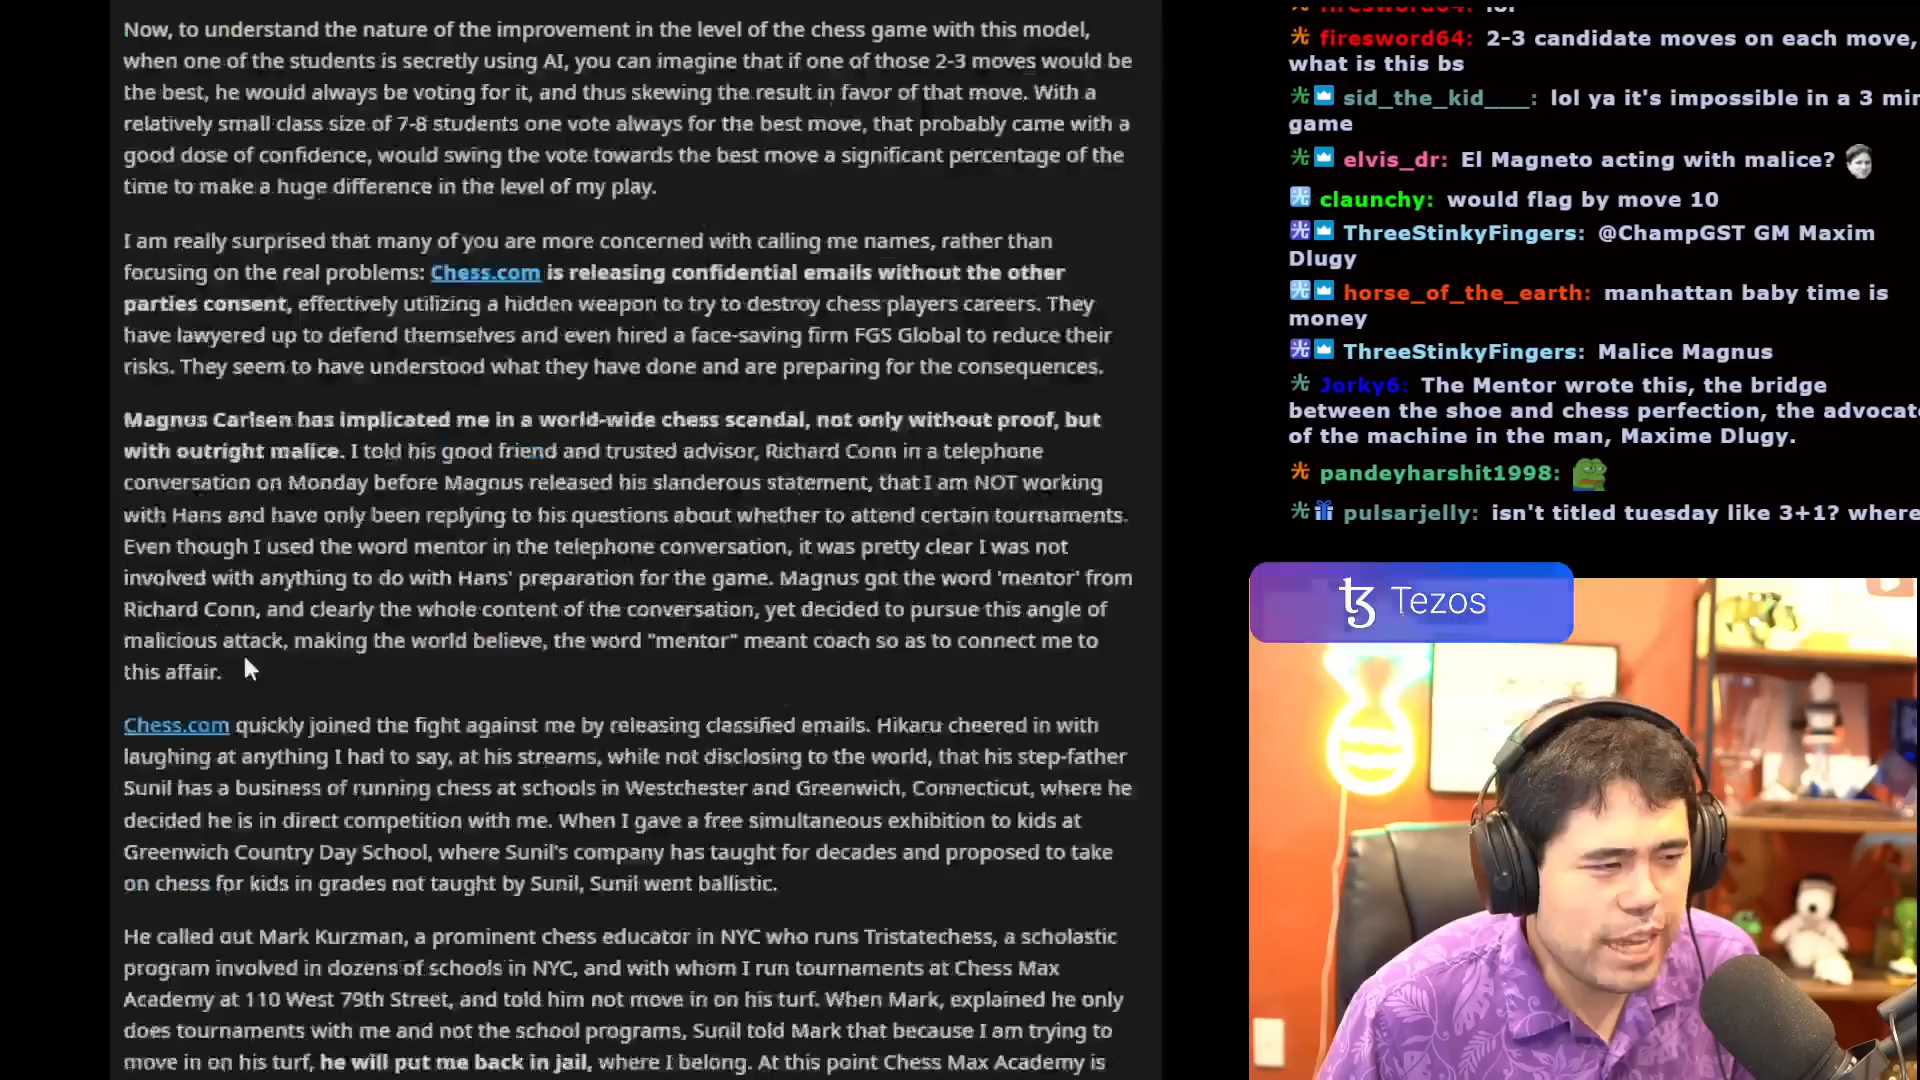 Now, to understand the nature of the improvement in the level of the chess game with this model,
when one of the students is secretly using AI, you can imagine that if one of those 2-3 moves would be
the best, he would always be voting for it, and thus skewing the result in favor of that move. With a
relatively small class size of 7-8 students one vote always for the best move, that probably came with a
good dose of confidence, would swing the vote towards the best move a significant percentage of the
time to make a huge difference in the level of my play.
I am really surprised that many of you are more concerned with calling me names, rather than
focusing on the real problems: Chess.com is releasing confidential emails without the other
parties consent, effectively utilizing a hidden weapon to try to destroy chess players careers. They
have lawyered up to defend themselves and even hired a face-saving firm FGS Global to reduce their
risks. They seem to have understood what they have done and are preparing for the consequences.
Magnus Carlsen has implicated me in a world-wide chess scandal, not only without proof, but
with outright malice. I told his good friend and trusted advisor, Richard Conn in a telephone
conversation on Monday before Magnus released his slanderous statement, that I am NOT working
with Hans and have only been replying to his questions about whether to attend certain tournaments.
Even though I used the word mentor in the telephone conversation, it was pretty clear I was not
involved with anything to do with Hans' preparation for the game. Magnus got the word 'mentor' from
Richard Conn, and clearly the whole content of the conversation, yet decided to pursue this angle of
malicious attack, making the world believe, the word "mentor" meant coach so as to connect me to
this affair.
Chess.com quickly joined the fight against me by releasing classified emails. Hikaru cheered in with
laughing at anything I had to say, at his streams, while not disclosing to the world, that his step-father
Sunil has a business of running chess at schools in Westchester and Greenwich, Connecticut, where he
decided he is in direct competition with me. When I gave a free simultaneous exhibition to kids at
Greenwich Country Day School, where Sunil's company has taught for decades and proposed to take
on chess for kids in grades not taught by Sunil, Sunil went ballistic.
He called out Mark Kurzman, a prominent chess educator in NYC who runs Tristatechess, a scholastic
program involved in dozens of schools in NYC, and with whom I run tournaments at Chess Max
Academy at 110 West 79th Street, and told him not move in on his turf. When Mark, explained he only
does tournaments with me and not the school programs, Sunil told Mark that because I am trying to
move in on his turf, he will put me back in jail, where I belong. At this point Chess Max Academy is
firesword64: lol
firesword64: 2-3 candidate moves on each move,
what is this bs
sid_the_kid___: lol ya it's impossible in a 3 min
game
elvis_dr: El Magneto acting with malice?
claunchy: would flag by move 10
ThreeStinkyFingers: @ChampGST GM Maxim
Dlugy
horse_of_the_earth: manhattan baby time is
money
ThreeStinkyFingers: Malice Magnus
Jorky6: The Mentor wrote this, the bridge
between the shoe and chess perfection, the advocate
of the machine in the man, Maxime Dlugy.
pandeyharshit1998:
pulsarjelly: isn't titled tuesday like 3+1? where
Tezos